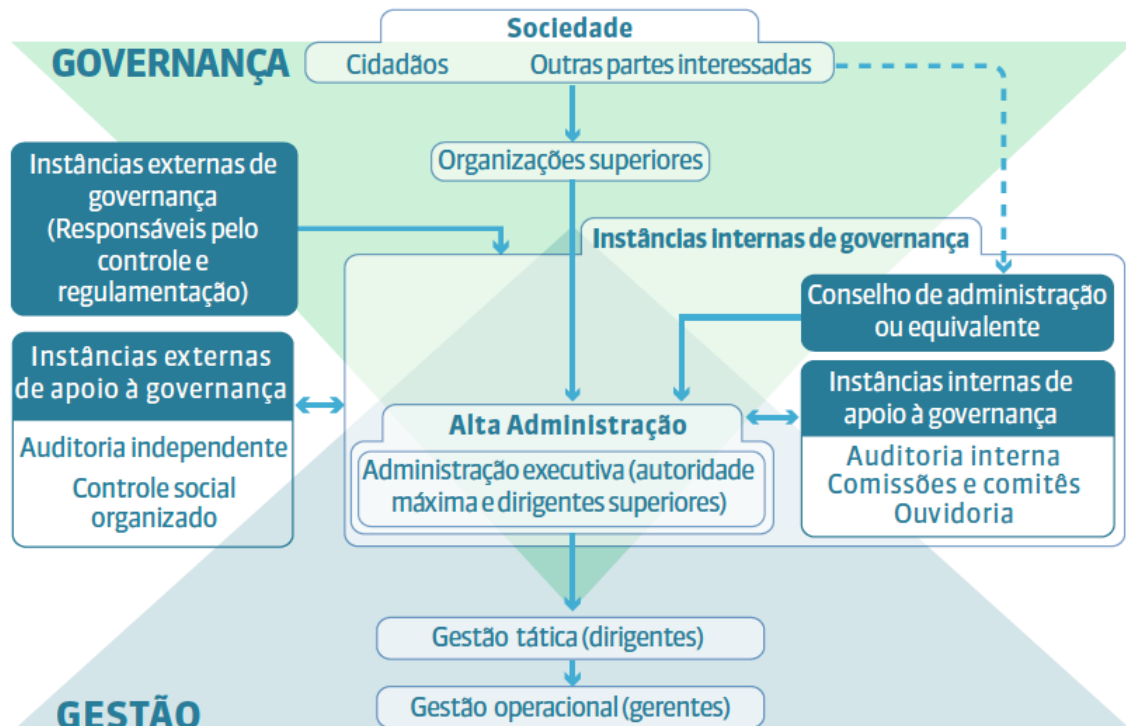 Sociedade
GOVERNANÇA
Cidadãos Outras partes interessadas
Organizações superiores
Instâncias externas de
governança
(Responsáveis pelo
controle e
regulamentação)
Instâncias internas de governança
Conselho de administração
ou equivalente
Instâncias externas
de apoio à governança
Auditoria independente
Controle social
organizado
Instâncias internas de
apoio à governança
Auditoria interna
Comissões e comitês
Ouvidoria
Alta Administração
Administração executiva (autoridade
máxima e dirigentes superiores)
Gestão tática (dirigentes)
Gestão operacional (gerentes)
GESTÃO